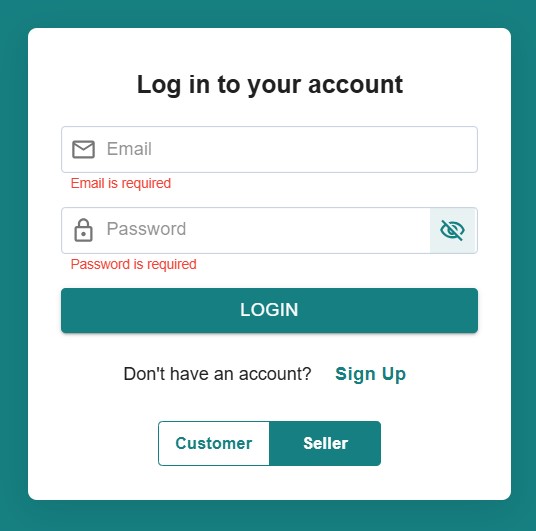 Log in to your account
Email
Email is required
Password
Password is required
LOGIN
Don't have an account? Sign Up
Customer Seller